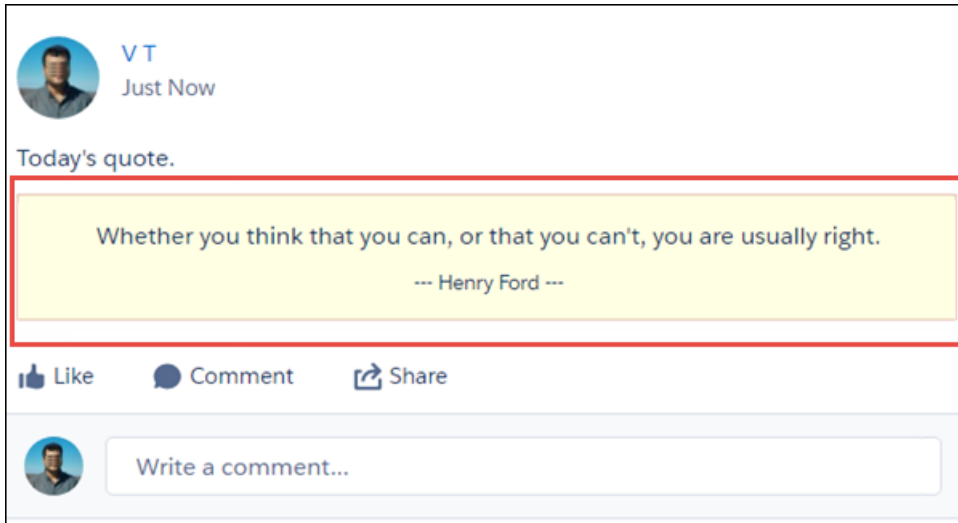 V T
Just Now
Today's quote.
Whether you think that you can, or that you can't, you are usually right.
--- Henry Ford ---
Like Comment Share
Write a comment...